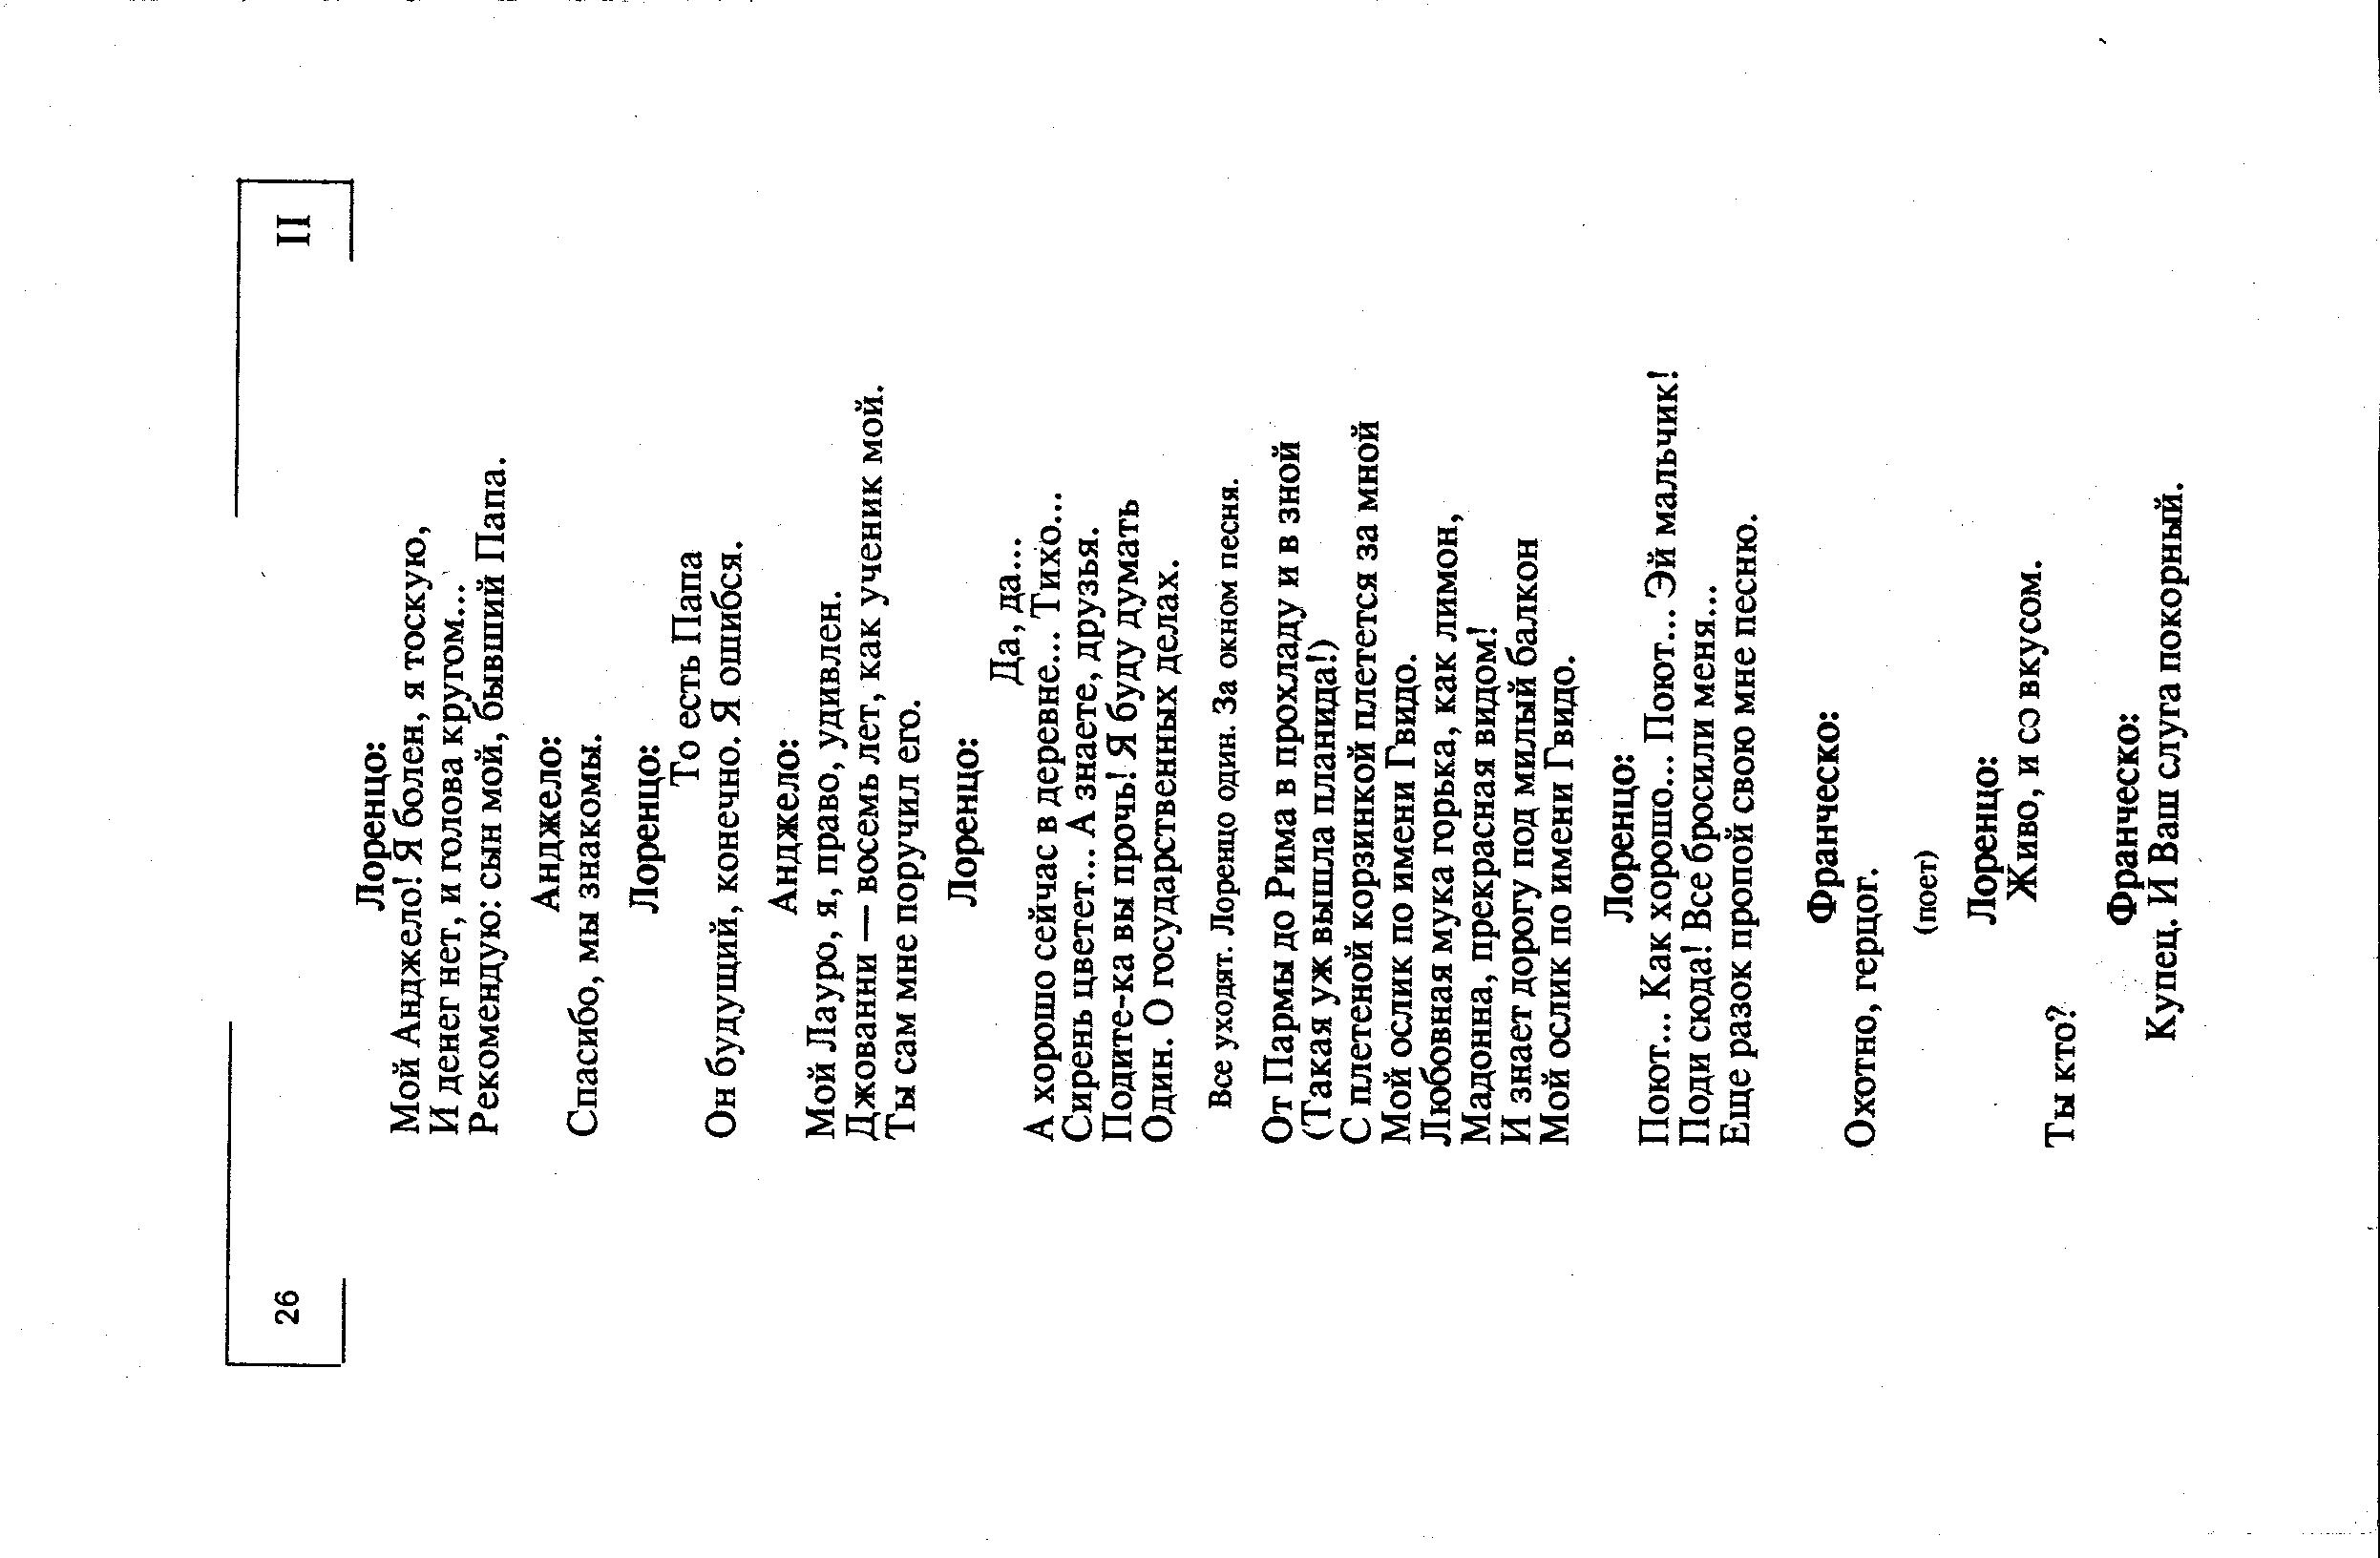 26
II
Лоренцо:
Мой Анджело! Я болен, я тоскую,
И денег нет, и голова кругом...
Рекомендую: сын мой, бывший Папа.
Анджело:
Спасибо, мы знакомы.
Лоренцо:
То есть Папа
Он будущий, конечно. Я ошибся.
Анджело:
Мой Лауро, я, право, удивлен.
Джованни — восемь лет, как ученик мой.
Ты сам мне поручил его.
Лоренцо:
Да, да...
А хорошо сейчас в деревне... Тихо...
Сирень цветет... А знаете, друзья.
Подите-ка вы прочь! Я буду думать
Один. О государственных делах.
Все уходят. Лоренцо один. За окном песня.
От Пармы до Рима в прохладу и в зной
(Такая уж вышла планида!)
С плетеной корзинкой плетется за мной
Мой ослик по имени Гвидо.
Любовная мука горька, как лимон,
Мадонна, прекрасная видом!
И знает дорогу под милый балкон
Мой ослик по имени Гвидо.
Лоренцо:
Поют... Как хорошо... Поют... Эй мальчик!
Поди сюда! Все бросили меня...
Еще разок пропой свою мне песню.
Франческо:
Охотно, герцог.
(поет)
Лоренцо:
Живо, и со вкусом.
Ты кто?
Франческо:
Купец. И Ваш слуга покорный.